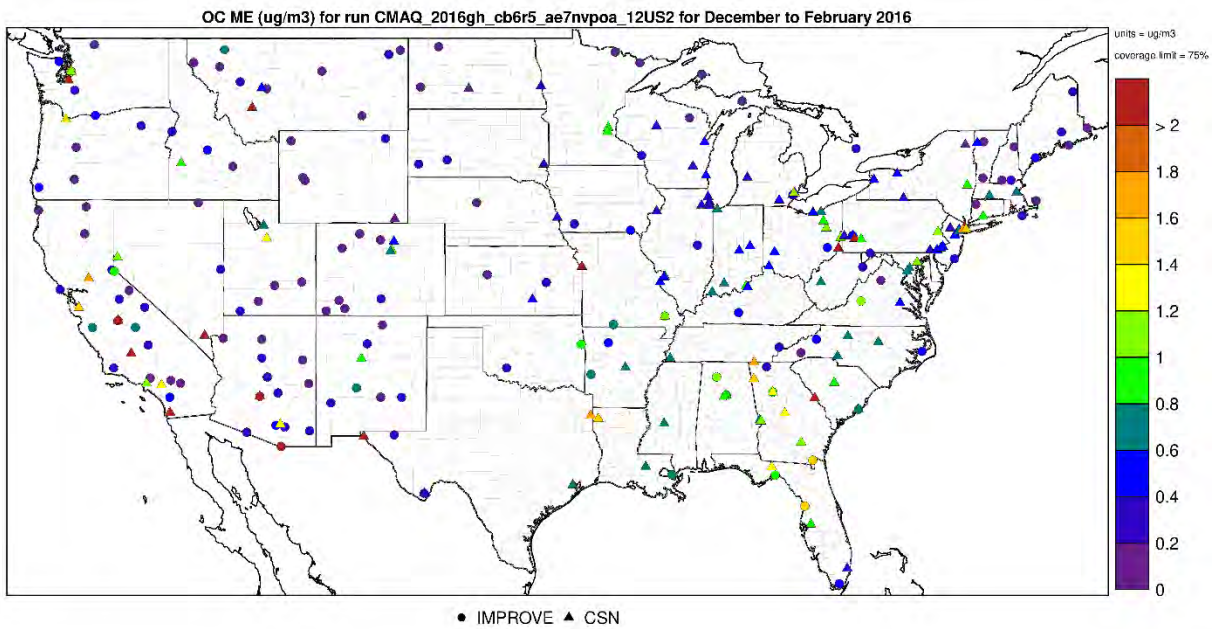 OC ME (ug/m3) for run CMAQ_2016gh_cb6r5_ae7nvpoa_12US2 for December to February 2016
units = ug/m3
coverage limit = 75%
> 2
1.8
1.6
1.4
1.2
1
0.8
0.6
0.4
0.2
0
IMPROVE CSN